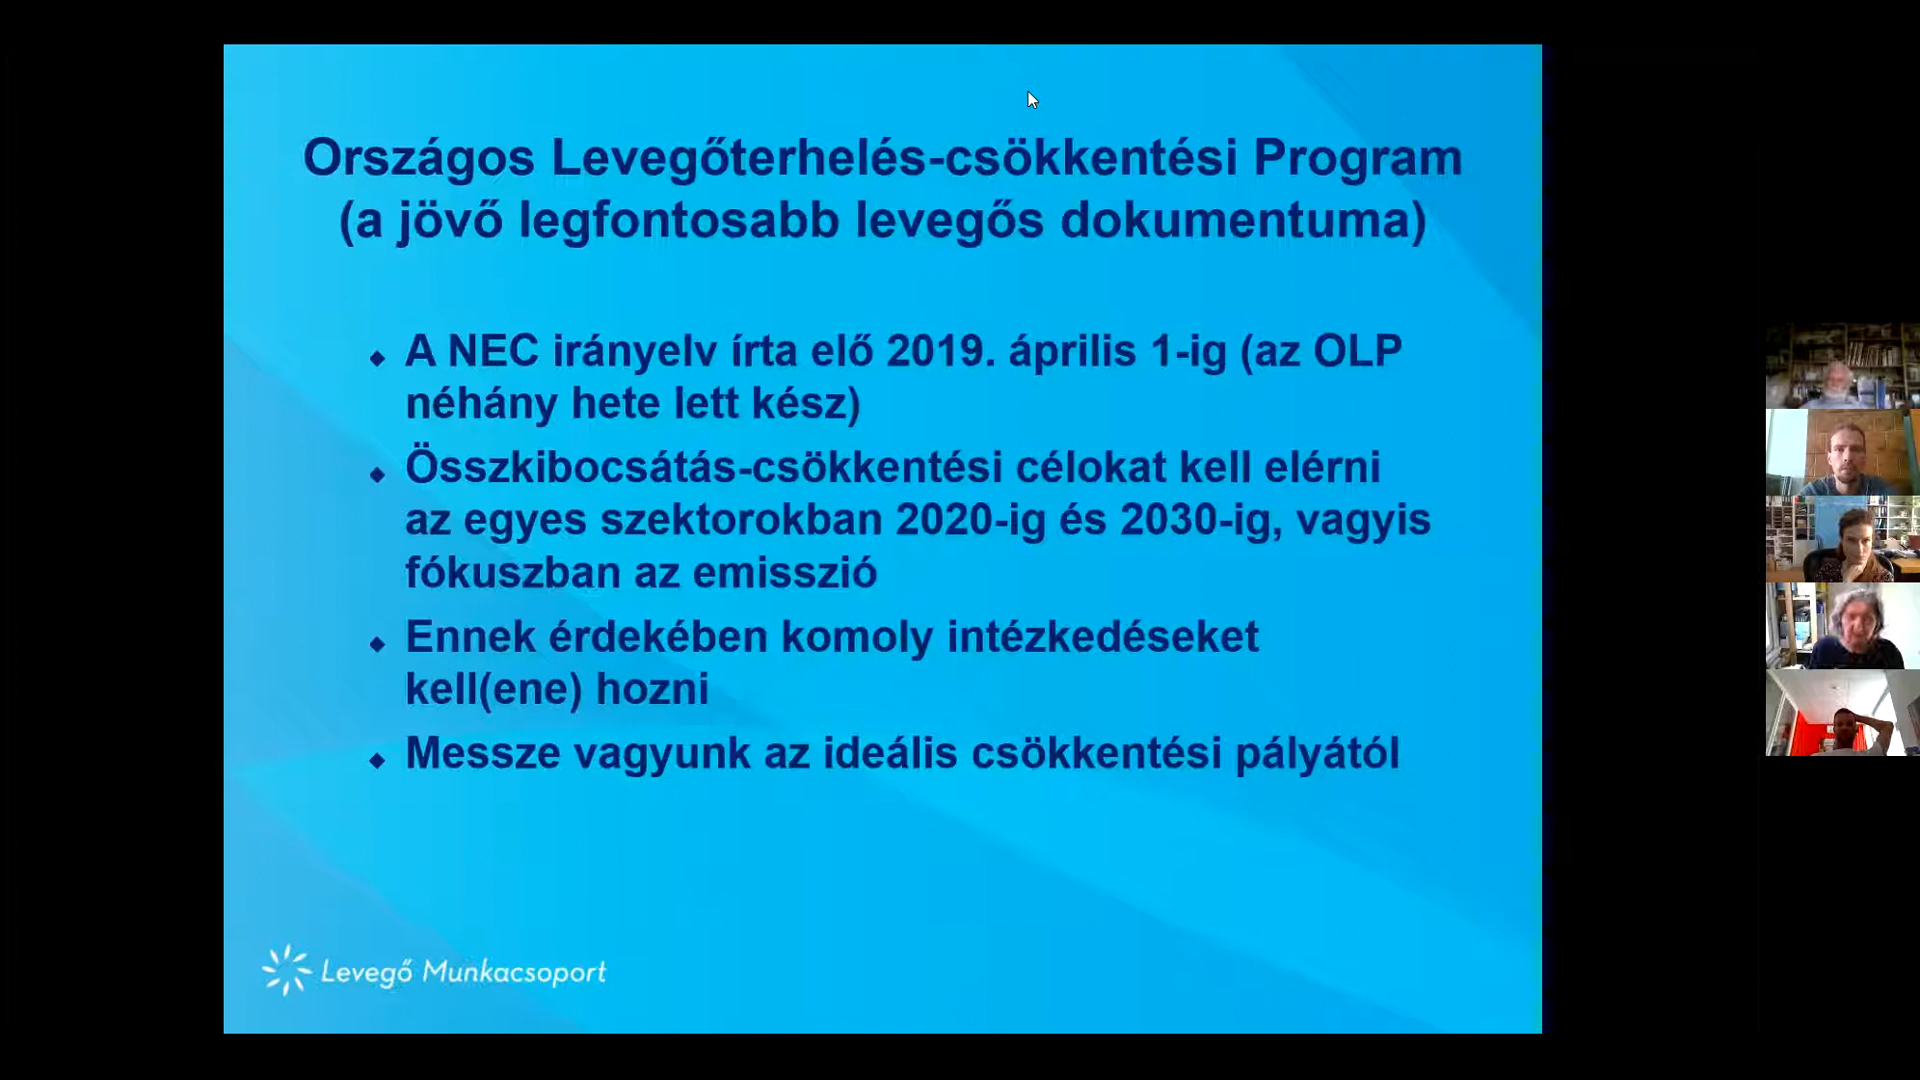 Országos Levegőterhelés-csökkentési Program
(a jövő legfontosabb levegős dokumentuma)
A NEC irányelv írta elő 2019. április 1-ig (az OLP
néhány hete lett kész)
Összkibocsátás-csökkentési célokat kell elérni
az egyes szektorokban 2020-ig és 2030-ig, vagyis
fókuszban az emisszió
Ennek érdekében komoly intézkedéseket
kell(ene) hozni
Messze vagyunk az ideális csökkentési pályától
Levegő Munkacsoport